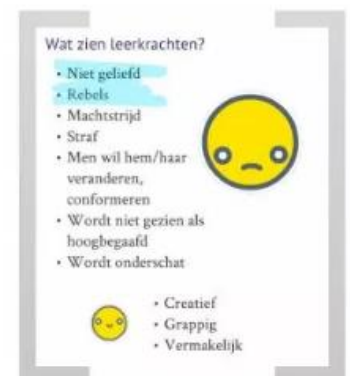 Wat zien leerkrachten?
• Niet geliefd
• Rebels
• Machtstrijd
• Straf
• Men wil hem/haar
veranderen,
conformeren
• Wordt niet gezien als
hoogbegaafd
• Wordt onderschat
• Creatief
• Grappig
• Vermakelijk